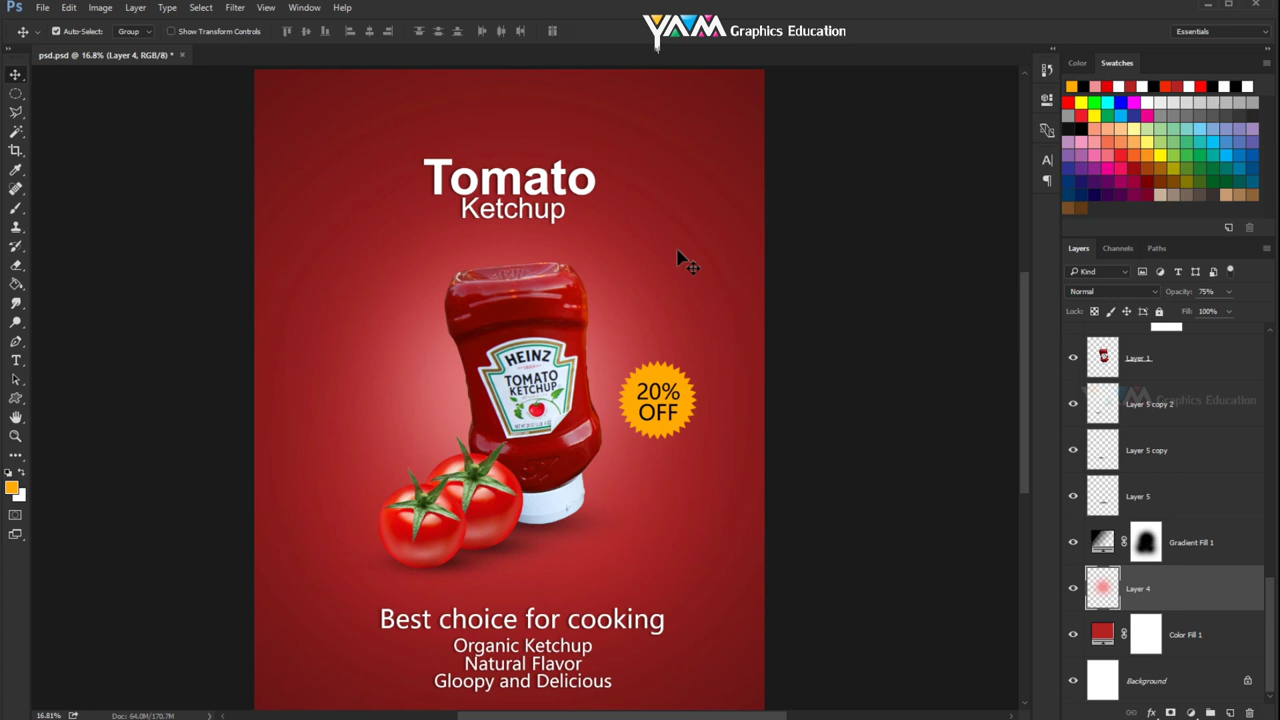 Ps File Edit Image Layer Type Select Filter View Window Help
Auto-Select: Group Show Transform Controls
YAM Graphics Education
Essentials
psd.psd @ 16.8% (Layer 4, RGB/8) * ×
Color Swatches
Tomato
Ketchup
Layers Channels Paths
Kind
Normal Opacity: 75%
Lock: Fill: 100%
HEINZ
TOMATO
KETCHUP
20%
OFF
Layer 1
Layer 5 copy 2
Graphics Education
Layer 5 copy
Layer 5
Gradient Fill 1
Layer 4
Color Fill 1
Background
Best choice for cooking
Organic Ketchup
Natural Flavor
Gloopy and Delicious
16.81% Doc: 64.0M/170.7M
fx